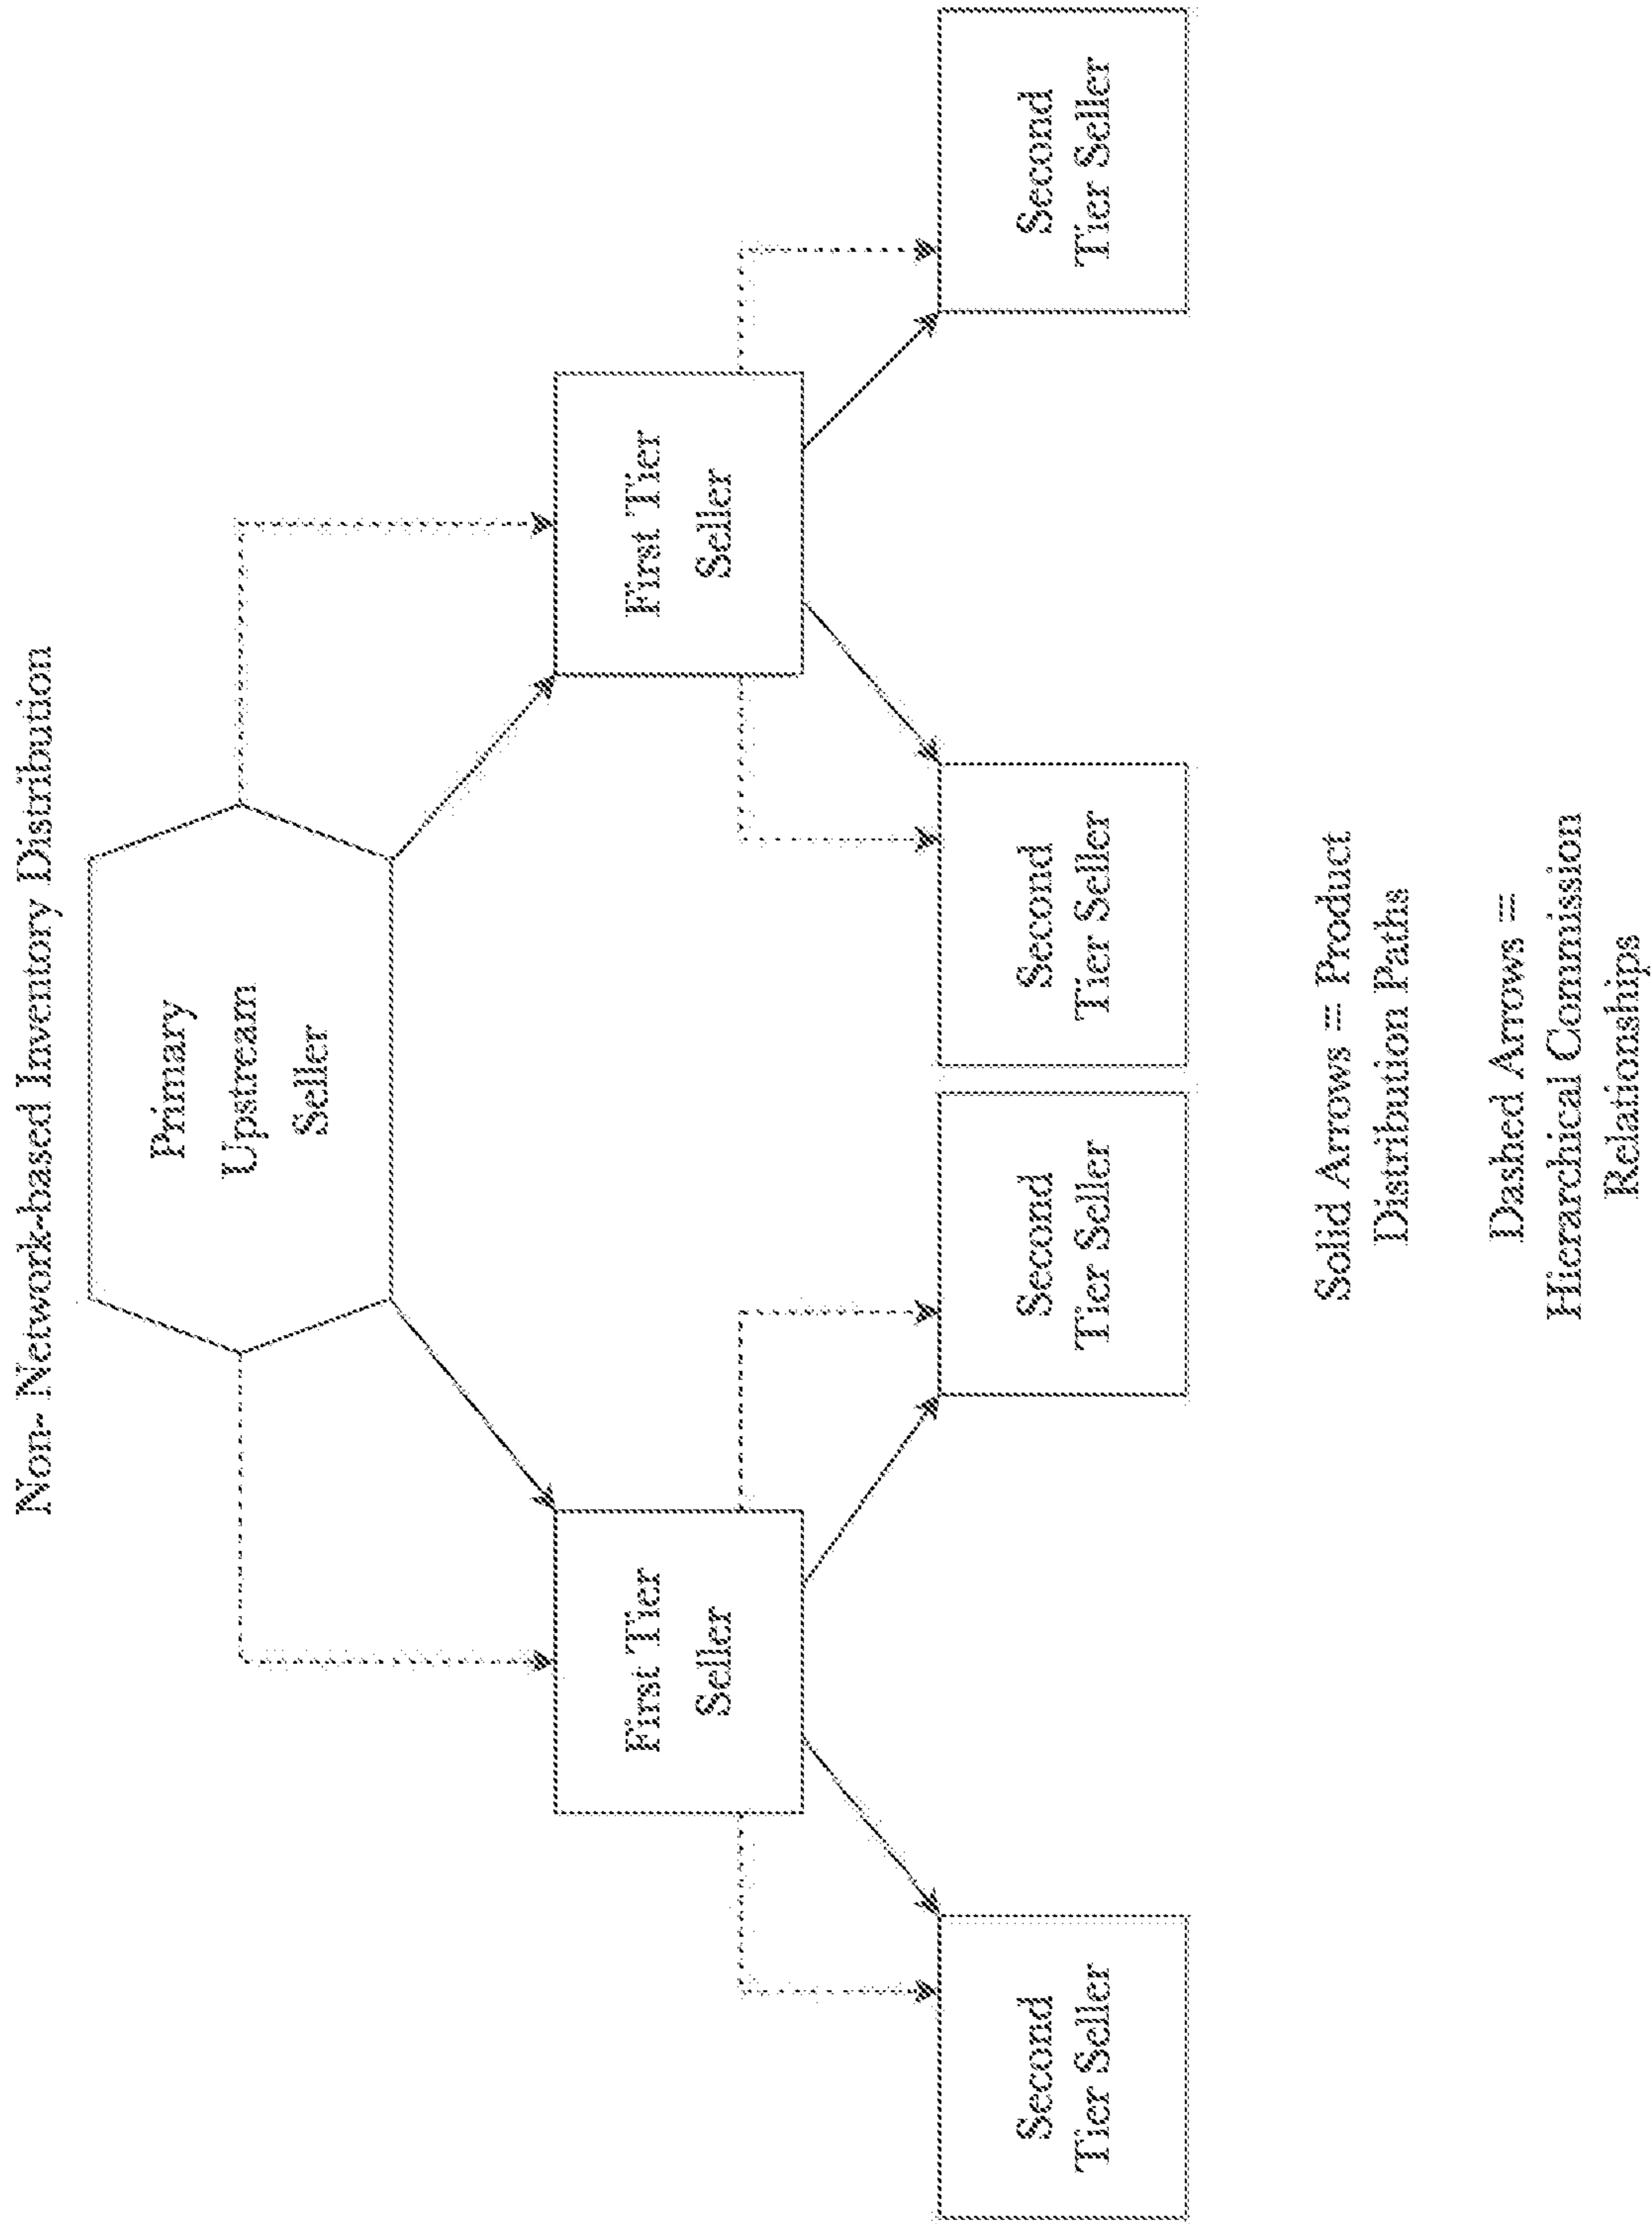 Non- Network-based Inventory Distribution
Primary
Upstream
Seller
First Tier
Seller
First Tier
Seller
Second
Tier Seller
Second
Tier Seller
Second
Tier Seller
Second
Tier Seller
Solid Arrows = Product
Distribution Paths
Dashed Arrows =
Hierarchical Commission
Relationships